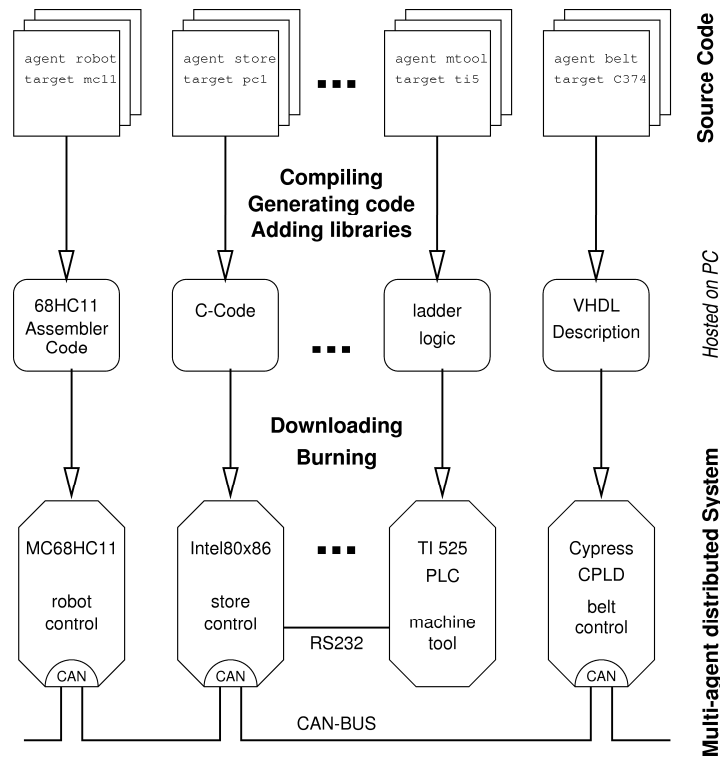 agent robot
target mc11
agent store
target pc1
...
agent mtool
target ti5
agent belt
target C374
Source Code
Compiling
Generating code
Adding libraries
68HC11
Assembler
Code
C-Code
...
ladder
logic
VHDL
Description
Hosted on PC
Downloading
Burning
MC68HC11
robot
control
CAN
Intel80x86
store
control
CAN
...
RS232
TI 525
PLC
machine
tool
Cypress
CPLD
belt
control
CAN
CAN-BUS
Multi-agent distributed System